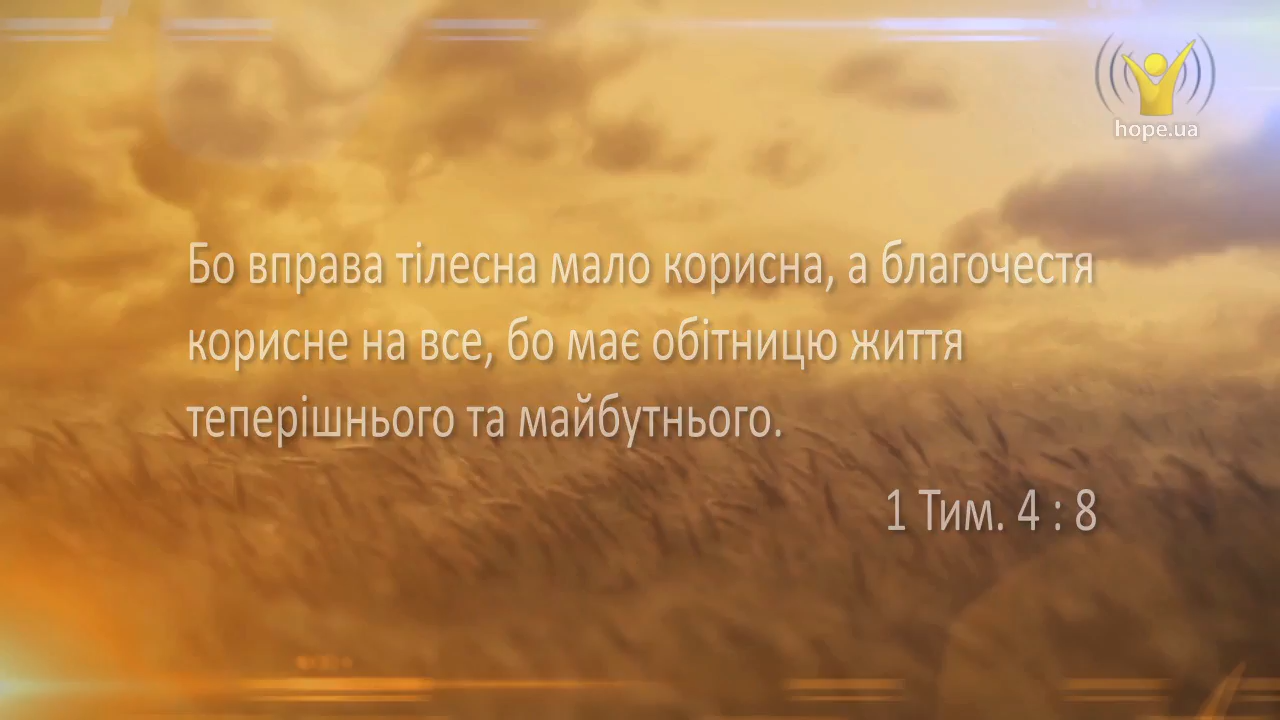 hope.ua
Бо вправа тілесна мало корисна, а благочестя
корисне на все, бо має обітницю життя
теперішнього та майбутнього.
1 Тим. 4 : 8